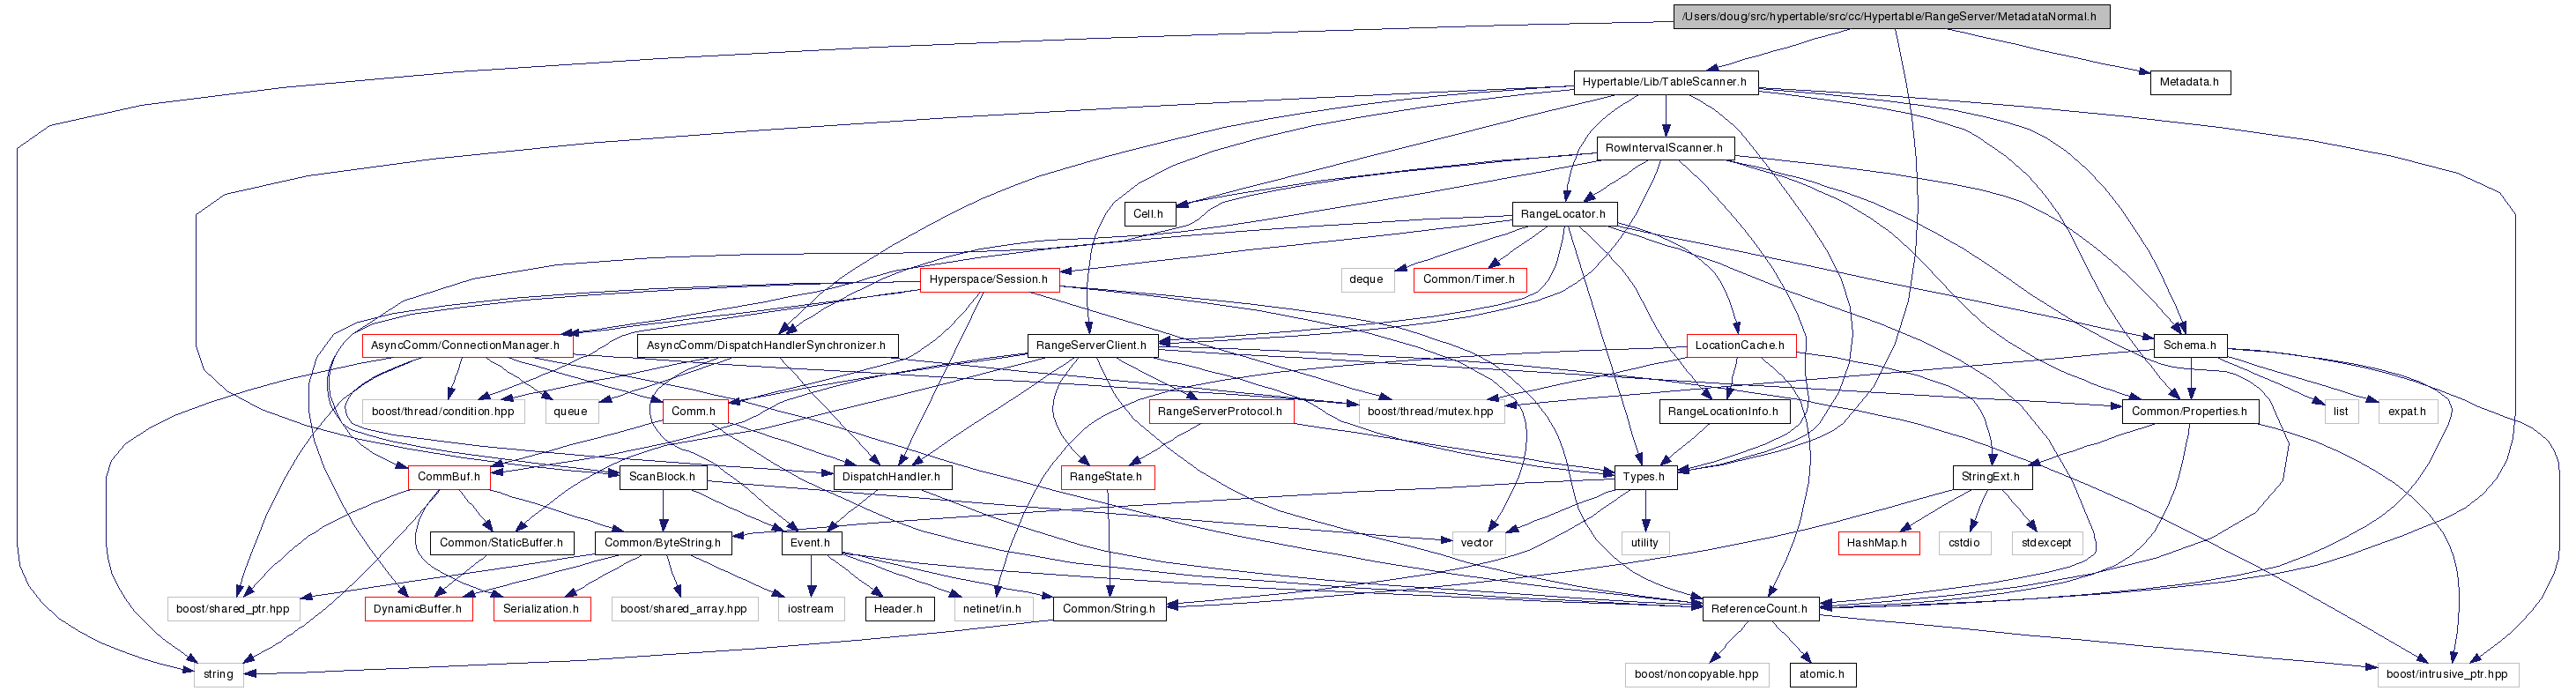 /Users/doug/src/hypertable/src/cc/Hypertable/RangeServer/MetadataNormal.h
Hypertable/Lib/TableScanner.h
Metadata.h
RowIntervalScanner.h
Cell.h
RangeLocator.h
Hyperspace/Session.h
deque
Common/Timer.h
AsyncComm/ConnectionManager.h
AsyncComm/DispatchHandlerSynchronizer.h
RangeServerClient.h
LocationCache.h
Schema.h
boost/thread/condition.hpp
queue
Comm.h
RangeServerProtocol.h
boost/thread/mutex.hpp
RangeLocationInfo.h
Common/Properties.h
list
expat.h
CommBuf.h
ScanBlock.h
DispatchHandler.h
RangeState.h
Types.h
StringExt.h
Common/StaticBuffer.h
Common/ByteString.h
Event.h
vector
utility
HashMap.h
cstdio
stdexcept
boost/shared_ptr.hpp
DynamicBuffer.h
Serialization.h
boost/shared_array.hpp
iostream
Header.h
netinet/in.h
Common/String.h
ReferenceCount.h
string
boost/noncopyable.hpp
atomic.h
boost/intrusive_ptr.hpp